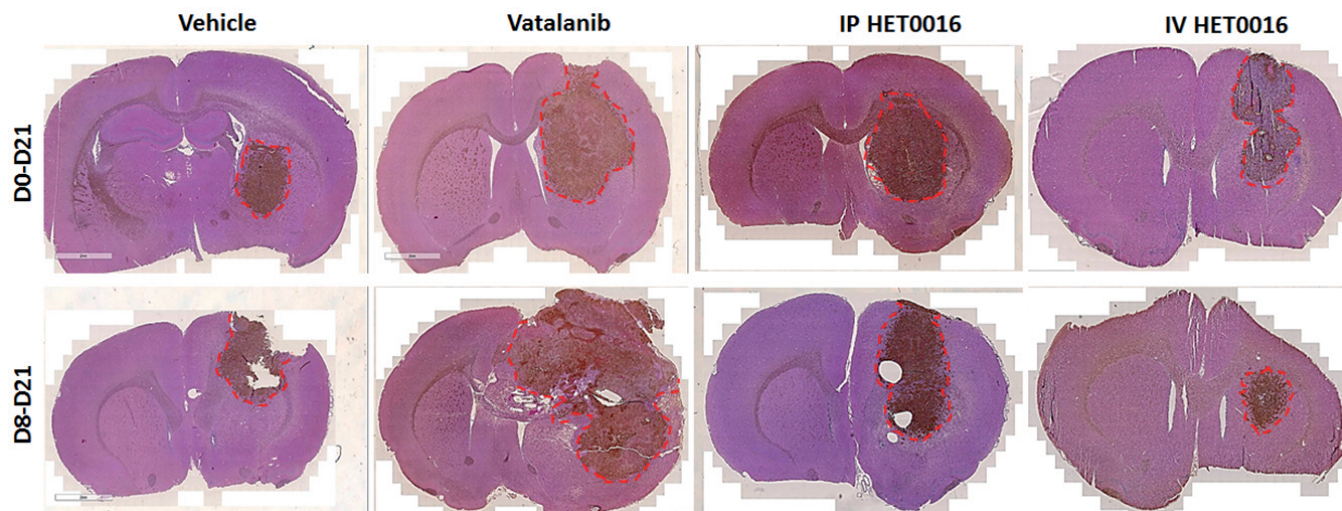 Vehicle
Vatalanib
IP HET0016
IV HET0016
D0-D21
D8-D21